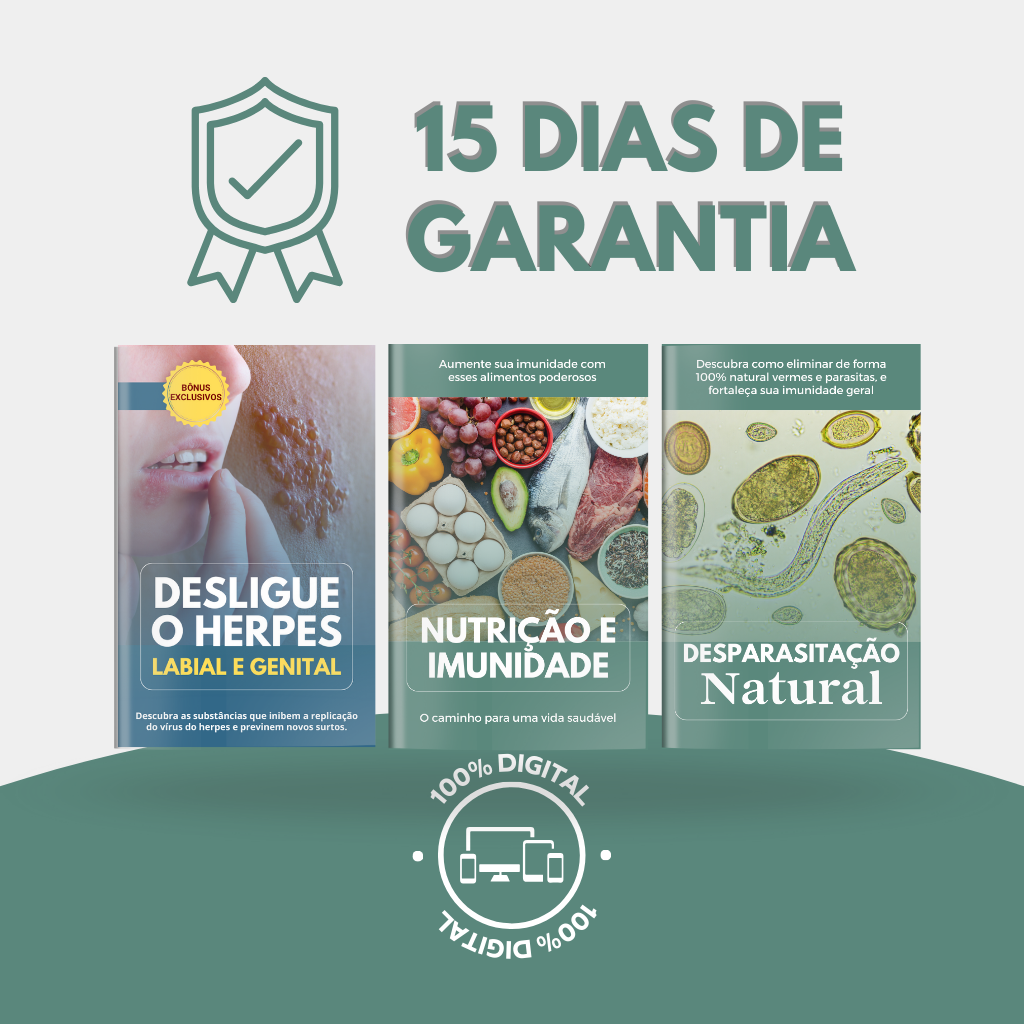 15 DIAS DE
GARANTIA
BÔNUS
EXCLUSIVOS
DESLIGUE
O HERPES
LABIAL E GENITAL
Descubra as substâncias que inibem a replicação
do vírus do herpes e previnem novos surtos.
Aumente sua imunidade com
esses alimentos poderosos
NUTRIÇÃO E
IMUNIDADE
O caminho para uma vida saudável
Descubra como eliminar de forma
100% natural vermes e parasitas, e
fortaleça sua imunidade geral
DESPARASITAÇÃO
Natural
100% DIGITAL
100% DIGITAL